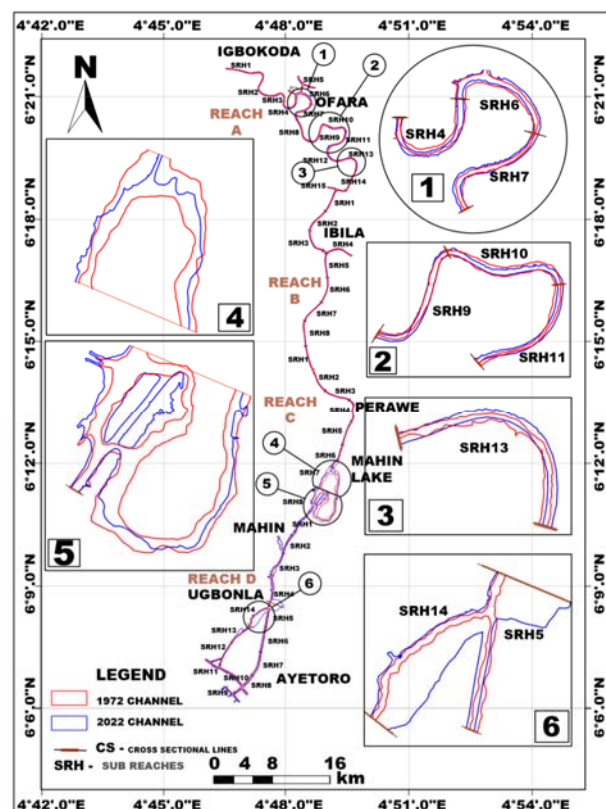 4°42'.0"E 4°45'.0"E 4°48'.0"E 4°51'.0"E 4°54'.0"E
6°21'.0"N
6°18'.0"N
6°15'.0"N
6°12'.0"N
6°9'.0"N
6°6'.0"N
N
IGBOKODA
SRH1
SRH2
SRH3
SRH4
SRH5
SRH6
SRH7
1
2
OFARA
REACH
A
SRH8
SRH9
SRH10
SRH11
SRH12
SRH13
3
SRH14
SRH15
SRH1
SRH2
IBILA
SRH3
SRH4
SRH5
REACH
B
SRH6
SRH7
SRH8
SRH1
SRH2
SRH3
REACH
C
SRH4
PERAWE
SRH5
SRH6
4
SRH7
MAHIN
LAKE
5
SRH8
SRH1
MAHIN
SRH2
SRH3
REACH D
SRH4
6
UGBONLA
SRH14
SRH5
SRH13
SRH6
SRH12
SRH11
SRH7
SRH10
SRH8
SRH9
AYETORO
SRH4
SRH6
SRH7
1
SRH10
SRH9
SRH11
2
SRH13
3
4
5
SRH14
SRH5
6
LEGEND
1972 CHANNEL
2022 CHANNEL
CS - CROSS SECTIONAL LINES
SRH - SUB REACHES
0 4 8 16
km
4°42'.0"E 4°45'.0"E 4°48'.0"E 4°51'.0"E 4°54'.0"E
6°21'.0"N
6°18'.0"N
6°15'.0"N
6°12'.0"N
6°9'.0"N
6°6'.0"N